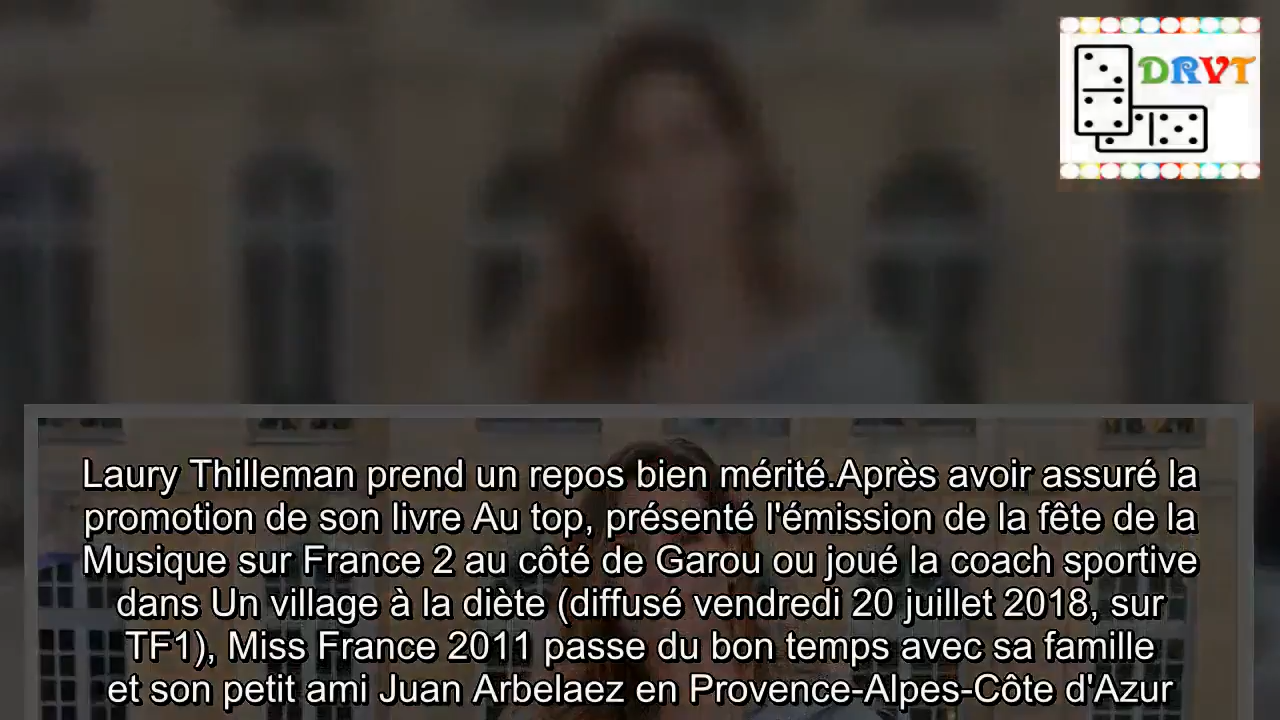 DRVT
Laury Thilleman prend un repos bien mérité.Après avoir assuré la
promotion de son livre Au top, présenté l'émission de la fête de la
Musique sur France 2 au côté de Garou ou joué la coach sportive
dans Un village à la diète (diffusé vendredi 20 juillet 2018, sur
TF1), Miss France 2011 passe du bon temps avec sa famille
et son petit ami Juan Arbelaez en Provence-Alpes-Côte d'Azur